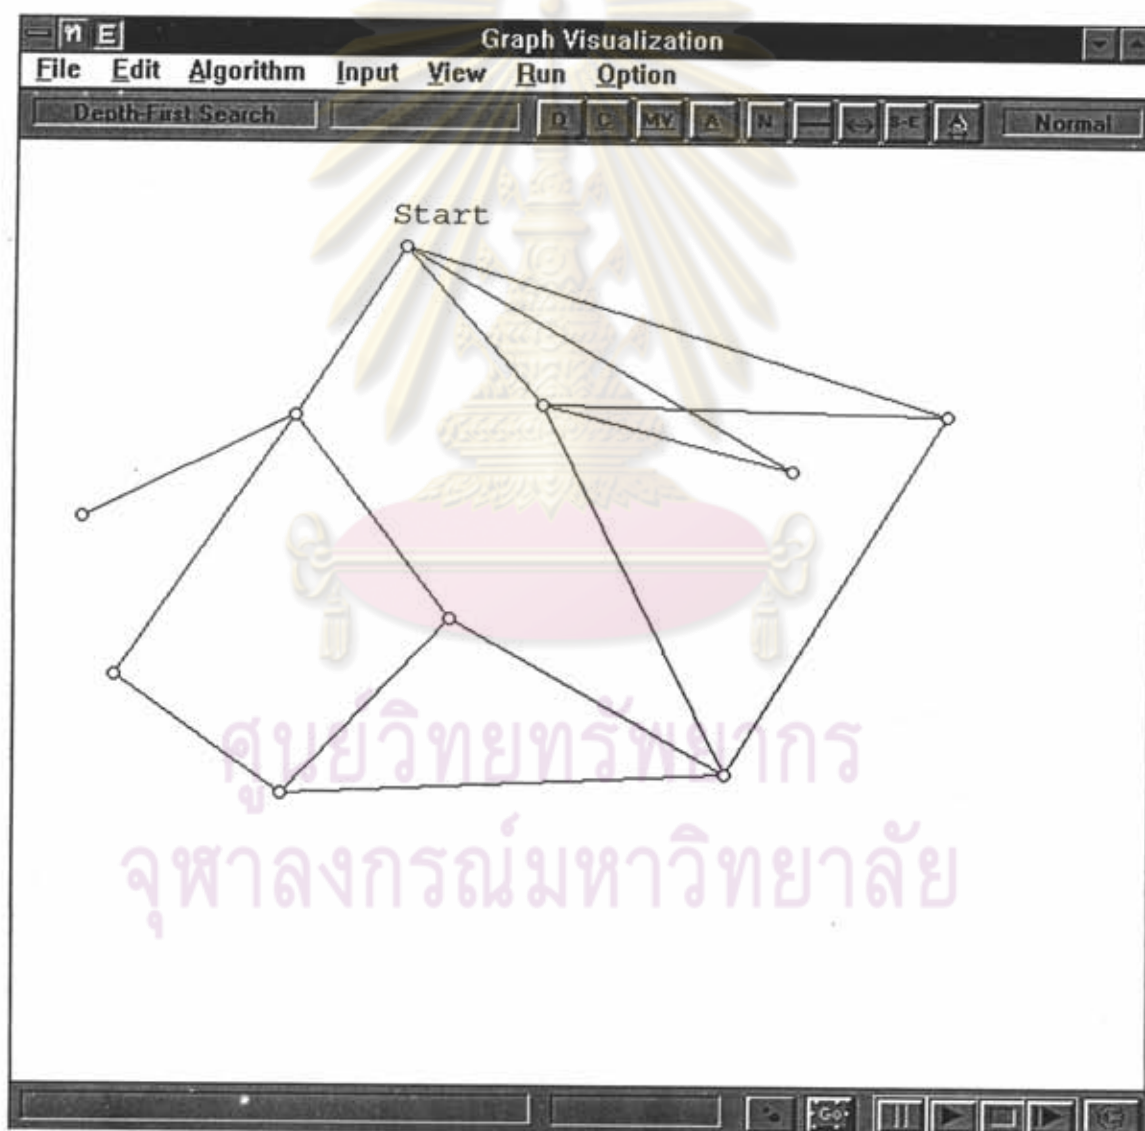 ท E Graph Visualization
File Edit Algorithm Input View Run Option
Depth-First Search D C MV A N S-E A Normal
Start
ศูนย์วิทยทรัพยากร
จุฬาลงกรณ์มหาวิทยาลัย
Go